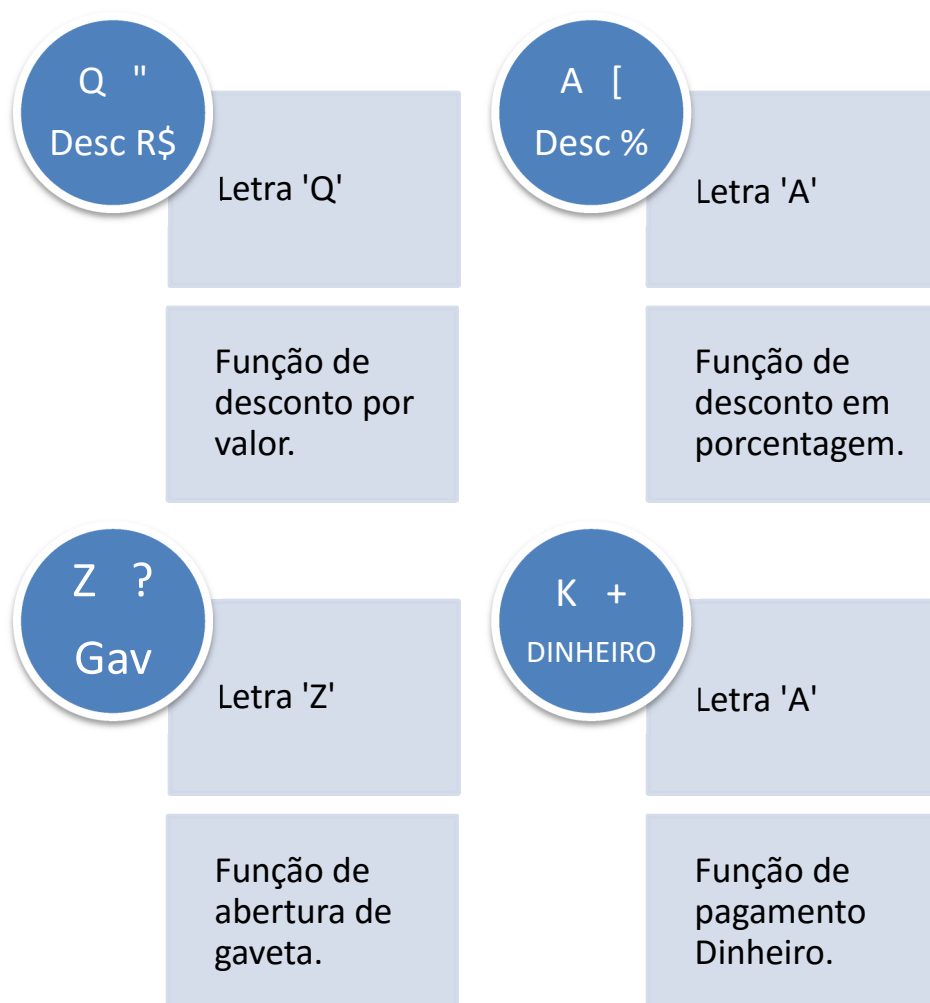 Q "
Desc R$
Letra 'Q'
Função de
desconto por
valor.
A [
Desc %
Letra 'A'
Função de
desconto em
porcentagem.
Z ?
Gav
Letra 'Z'
Função de
abertura de
gaveta.
K +
DINHEIRO
Letra 'A'
Função de
pagamento
Dinheiro.